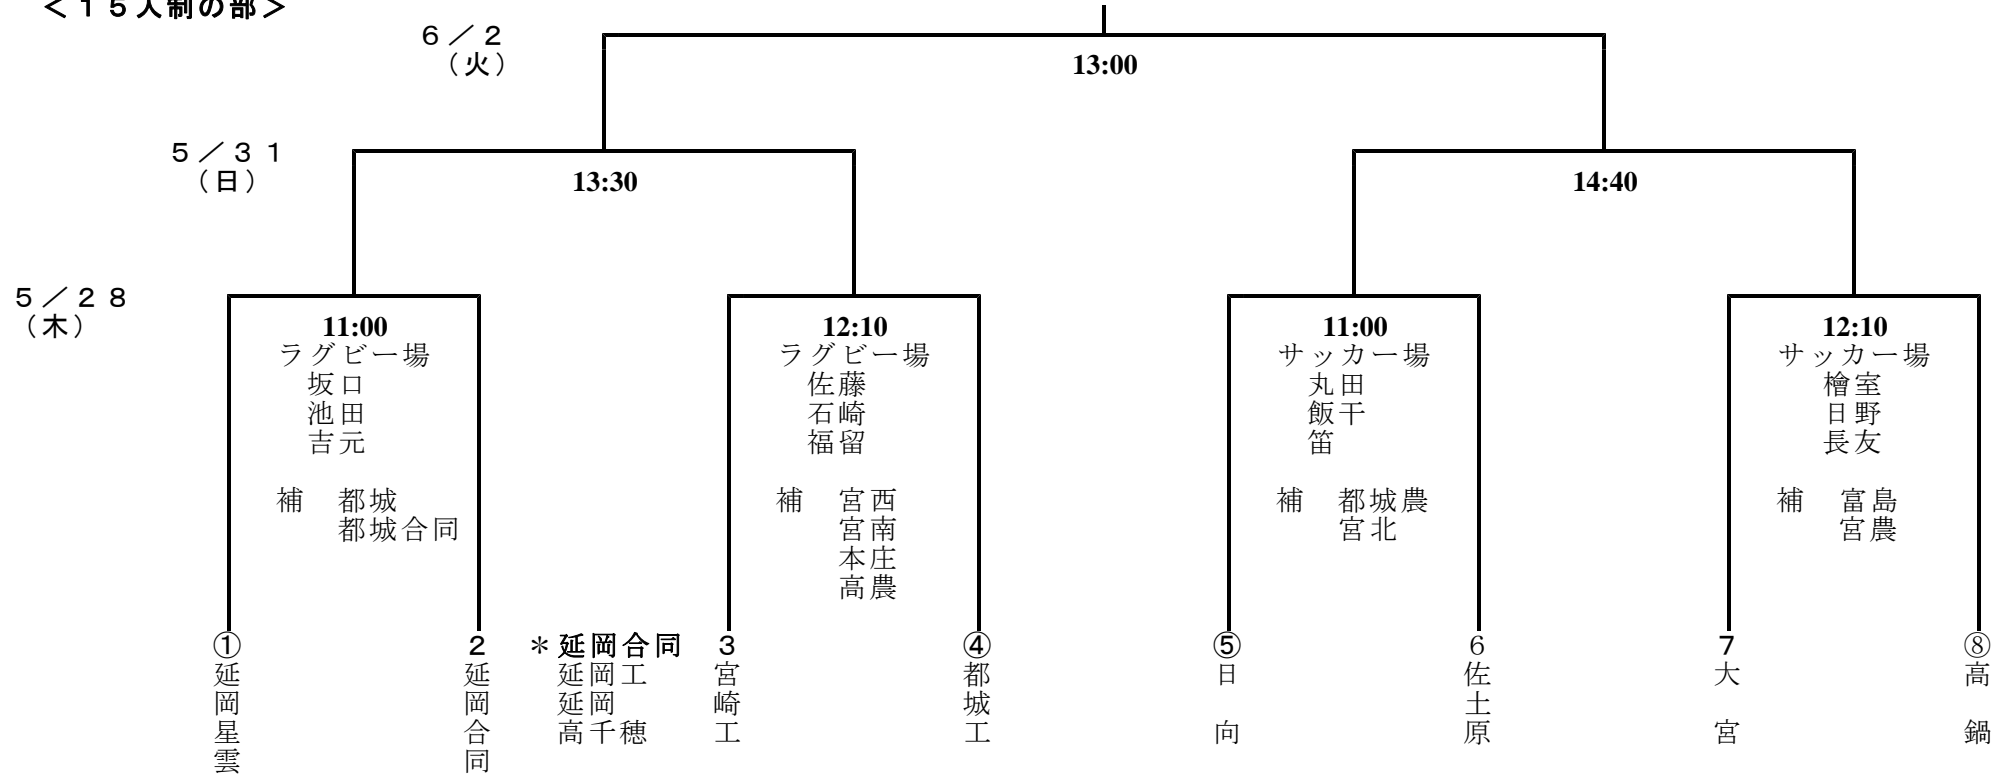 ＜１５人制の部＞
６／２
（火）
13:00
５／３１
（日）
13:30
14:40
５／２８
（木）
11:00
ラグビー場
坂口
池田
吉元
補　都城
都城合同
12:10
ラグビー場
佐藤
石崎
福留
補　宮西
宮南
本庄
高農
11:00
サッカー場
丸田
飯干
笛
補　都城農
宮北
12:10
サッカー場
檜室
日野
長友
補　富島
宮農
①
延岡星雲
２
延岡合同
＊延岡合同
延岡工
延岡
高千穂
３
宮崎工
④
都城工
⑤
日　向
６
佐土原
７
大　宮
⑧
高　鍋